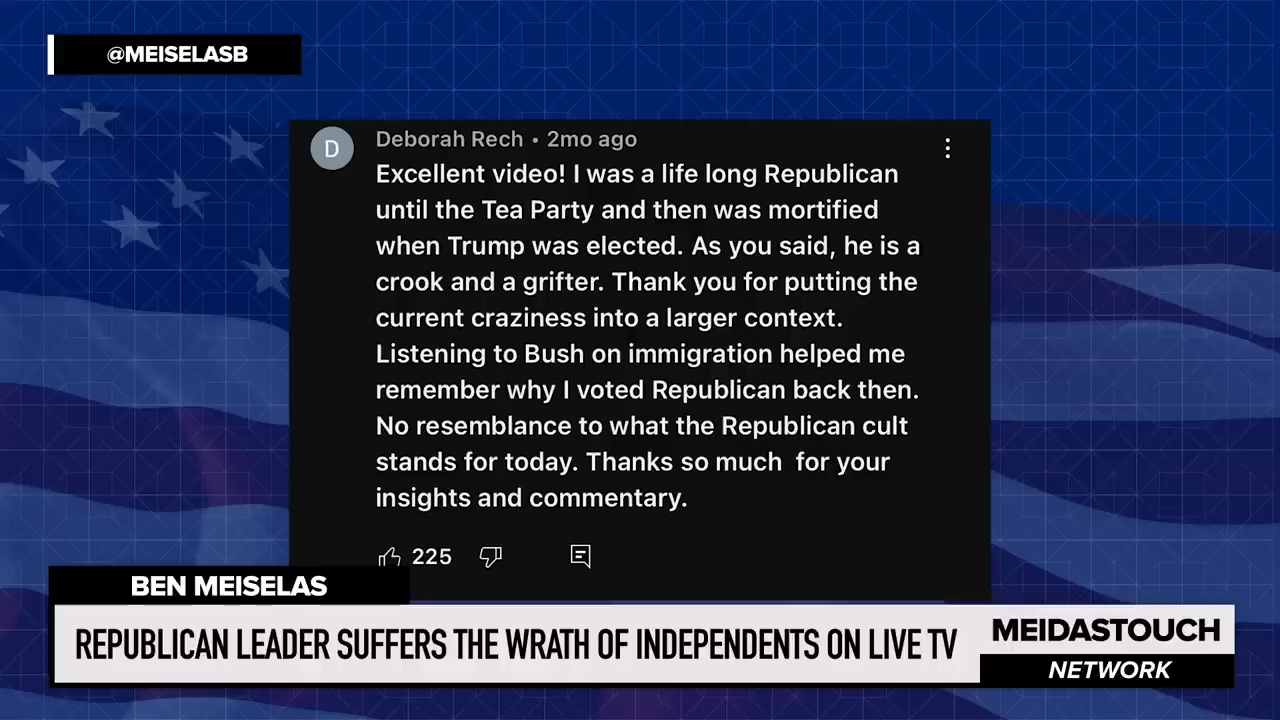 @MEISELASB
Deborah Rech • 2mo ago
D
Excellent video! I was a life long Republican
until the Tea Party and then was mortified
when Trump was elected. As you said, he is a
crook and a grifter. Thank you for putting the
current craziness into a larger context.
Listening to Bush on immigration helped me
remember why I voted Republican back then.
No resemblance to what the Republican cult
stands for today. Thanks so much  for your
insights and commentary.
225
BEN MEISELAS
REPUBLICAN LEADER SUFFERS THE WRATH OF INDEPENDENTS ON LIVE TV
MEIDASTOUCH
NETWORK